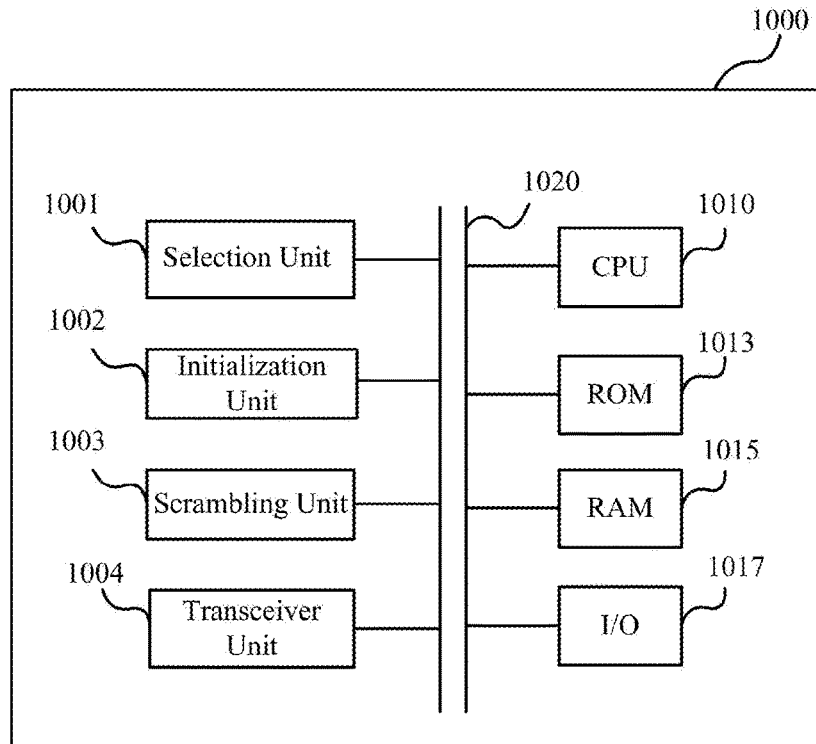 1000
1001
Selection Unit
1020
1010
CPU
1002
Initialization
Unit
1013
ROM
1003
Scrambling Unit
1015
RAM
1004
Transceiver
Unit
1017
I/O